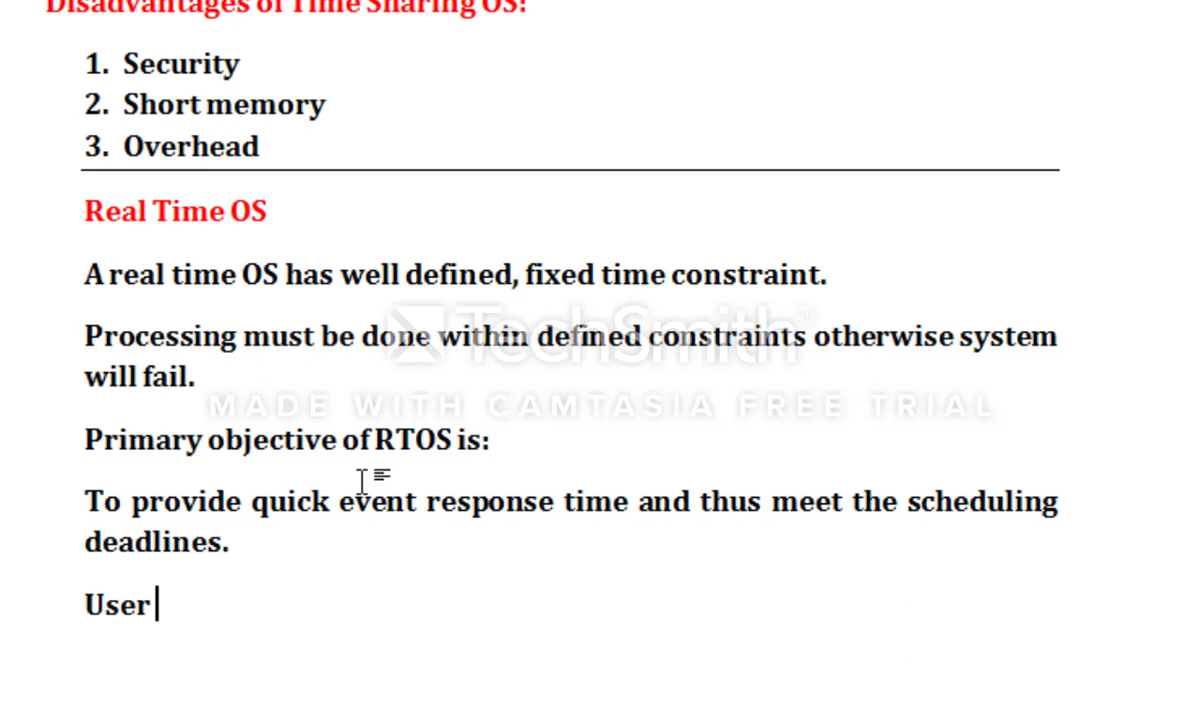 Disadvantages of Time Sharing OS:
1. Security
2. Short memory
3. Overhead
Real Time OS
A real time OS has well defined, fixed time constraint.
Processing must be done within defined constraints otherwise system
will fail.
TechSmith®
MADE WITH CAMTASIA FREE TRIAL
Primary objective of RTOS is:
To provide quick event response time and thus meet the scheduling
deadlines.
User